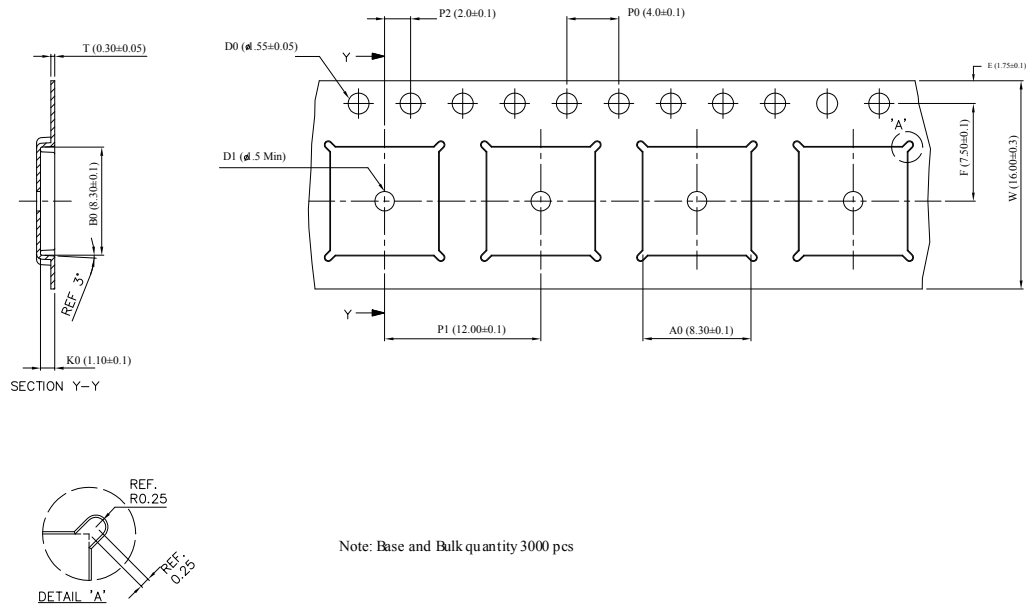 P2 (2.0±0.1)
P0 (4.0±0.1)
T (0.30±0.05)
D0 (ø1.55±0.05)
Y
E (1.75±0.1)
'A'
D1 (ø1.5 Min)
B0 (8.30±0.1)
F (7.50±0.1)
W (16.00±0.3)
REF 3°
Y
P1 (12.00±0.1)
A0 (8.30±0.1)
K0 (1.10±0.1)
SECTION Y-Y
REF.
R0.25
REF.
0.25
DETAIL 'A'
Note: Base and Bulk quantity 3000 pcs